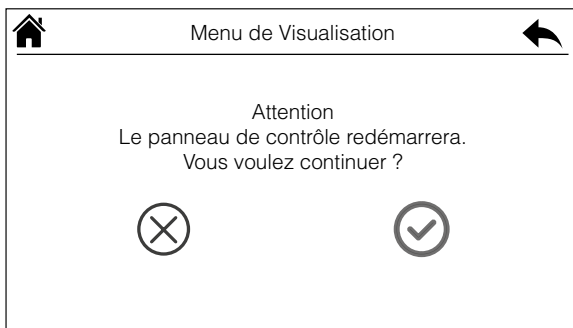 Menu de Visualisation
Attention
Le panneau de contrôle redémarrera.
Vous voulez continuer ?